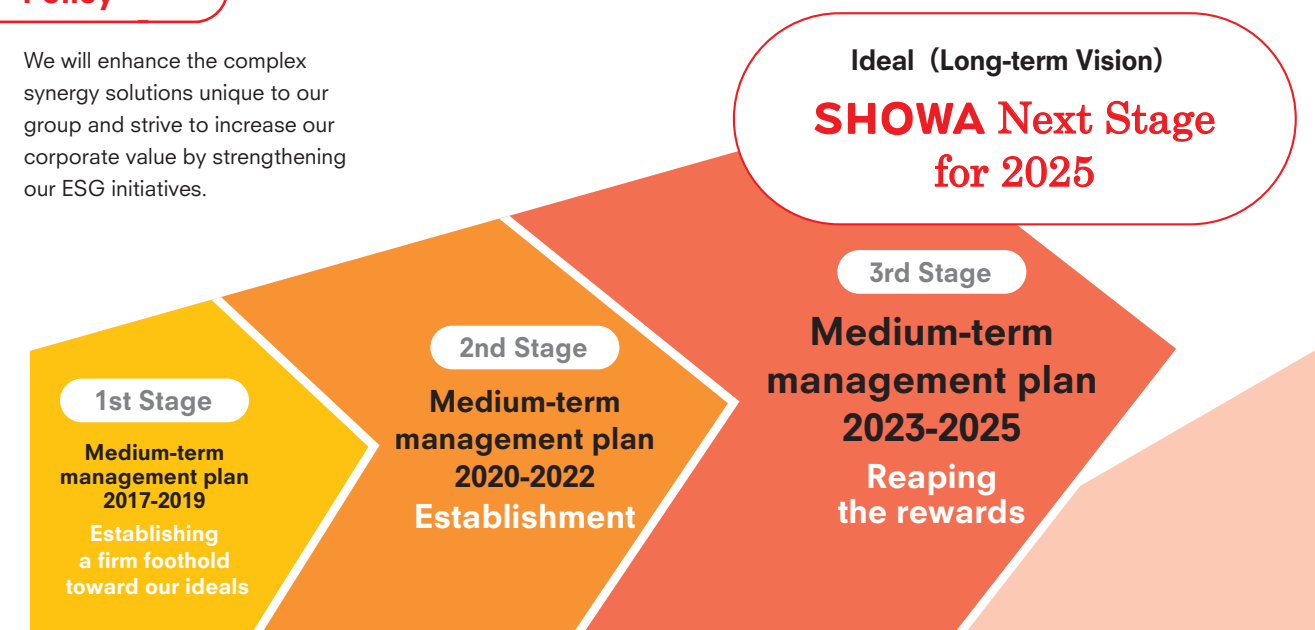 Policy
We will enhance the complex
synergy solutions unique to our
group and strive to increase our
corporate value by strengthening
our ESG initiatives.
Ideal（Long-term Vision）
SHOWA Next Stage
for 2025
1st Stage
Medium-term
management plan
2017-2019
Establishing
a firm foothold
toward our ideals
2nd Stage
Medium-term
management plan
2020-2022
Establishment
3rd Stage
Medium-term
management plan
2023-2025
Reaping
the rewards